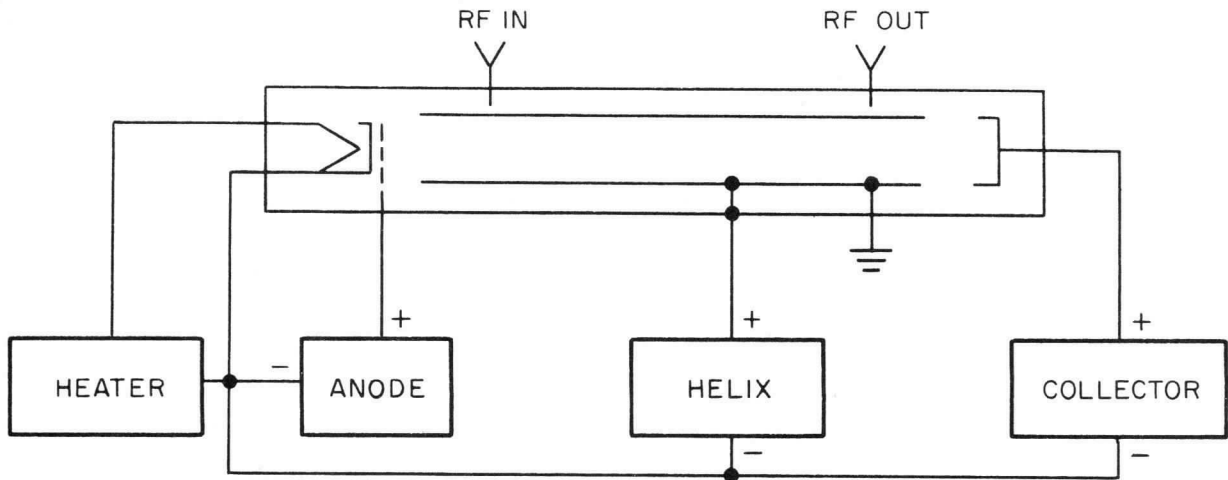 RF IN
RF OUT
+
+
+
HEATER
−
ANODE
HELIX
COLLECTOR
−
−